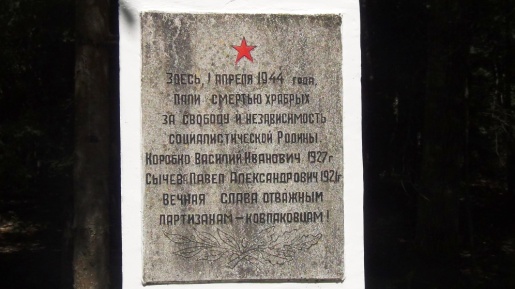 Здесь, 1 апреля 1944 года,
пали смертью храбрых
за свободу и независимость
социалистической Родины.
Коробко Василий Иванович 1927 г
Сычев Павел Александрович 1921г
Вечная слава отважным
партизанам – ковпаковцам!